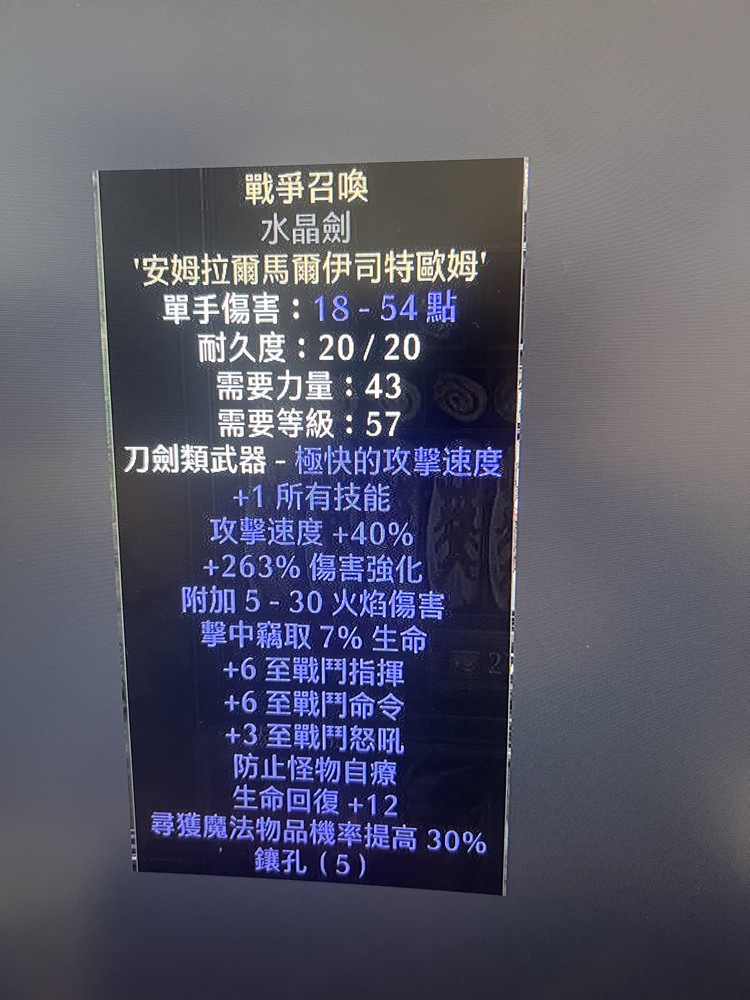 戰爭召喚
水晶劍
'安姆拉爾馬爾伊司特歐姆'
單手傷害：18 - 54 點
耐久度：20 / 20
需要力量：43
需要等級：57
刀劍類武器 - 極快的攻擊速度
+1 所有技能
攻擊速度 +40%
+263% 傷害強化
附加 5 - 30 火焰傷害
擊中竊取 7% 生命
+6 至戰鬥指揮
+6 至戰鬥命令
+3 至戰鬥怒吼
防止怪物自療
生命回復 +12
尋獲魔法物品機率提高 30%
鑲孔（5）